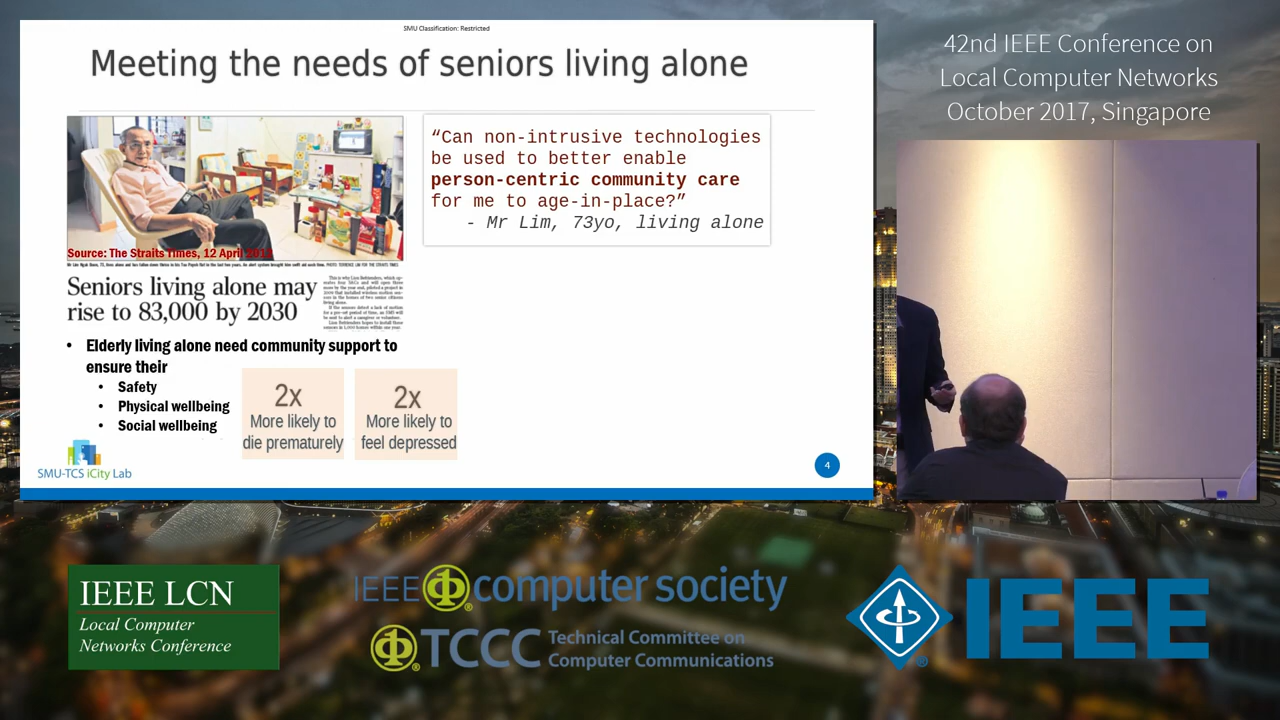 SMU Classification: Restricted
Meeting the needs of seniors living alone
Source: The Straits Times, 12 April
Seniors living alone may
rise to 83,000 by 2030
“Can non-intrusive technologies
be used to better enable
person-centric community care
for me to age-in-place?”
- Mr Lim, 73yo, living alone
• Elderly living alone need community support to
ensure their
• Safety
• Physical wellbeing
• Social wellbeing
2x
More likely to
die prematurely
2x
More likely to
feel depressed
SMU-TCS iCity Lab
4
42nd IEEE Conference on
Local Computer Networks
October 2017, Singapore
IEEE LCN
Local Computer
Networks Conference
IEEE computer society
TCCC Technical Committee on
Computer Communications
IEEE